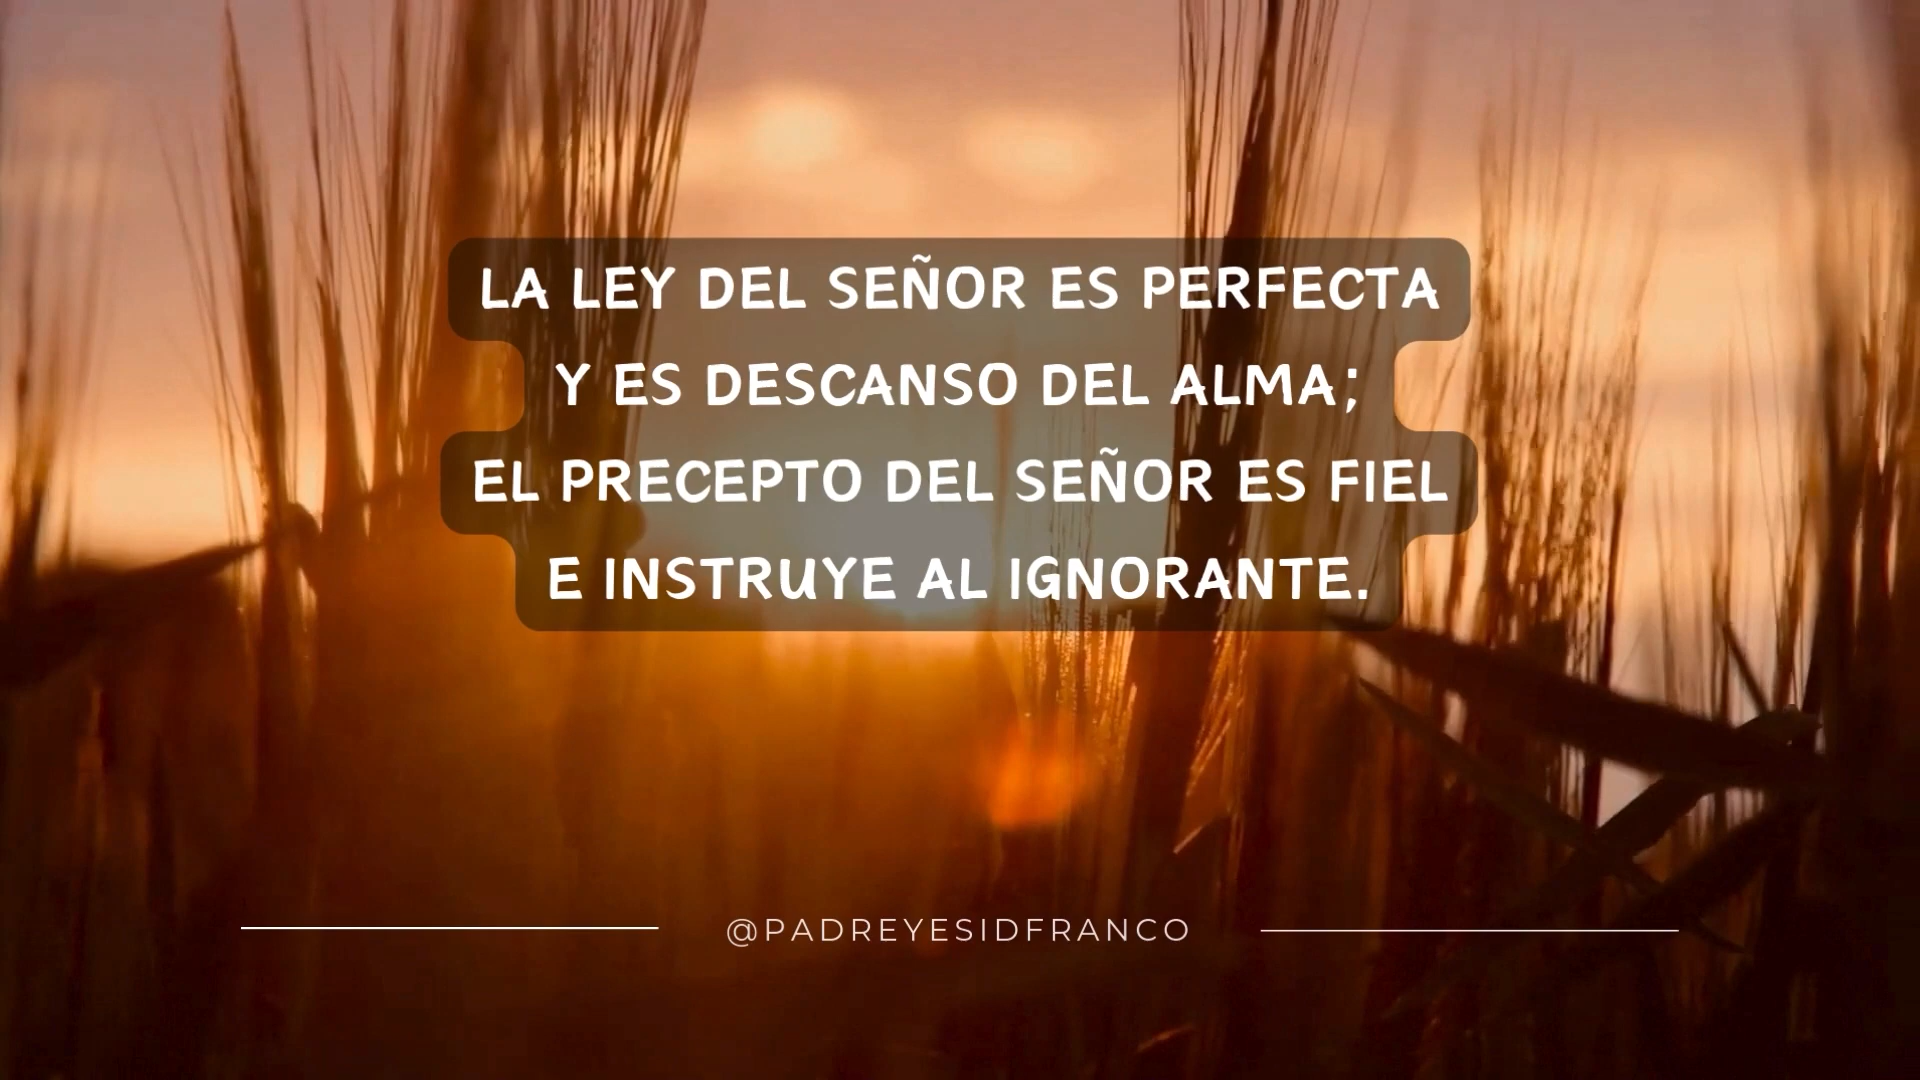 LA LEY DEL SEÑOR ES PERFECTA
Y ES DESCANSO DEL ALMA;
EL PRECEPTO DEL SEÑOR ES FIEL
E INSTRUYE AL IGNORANTE.
@PADREYESIDFRANCO